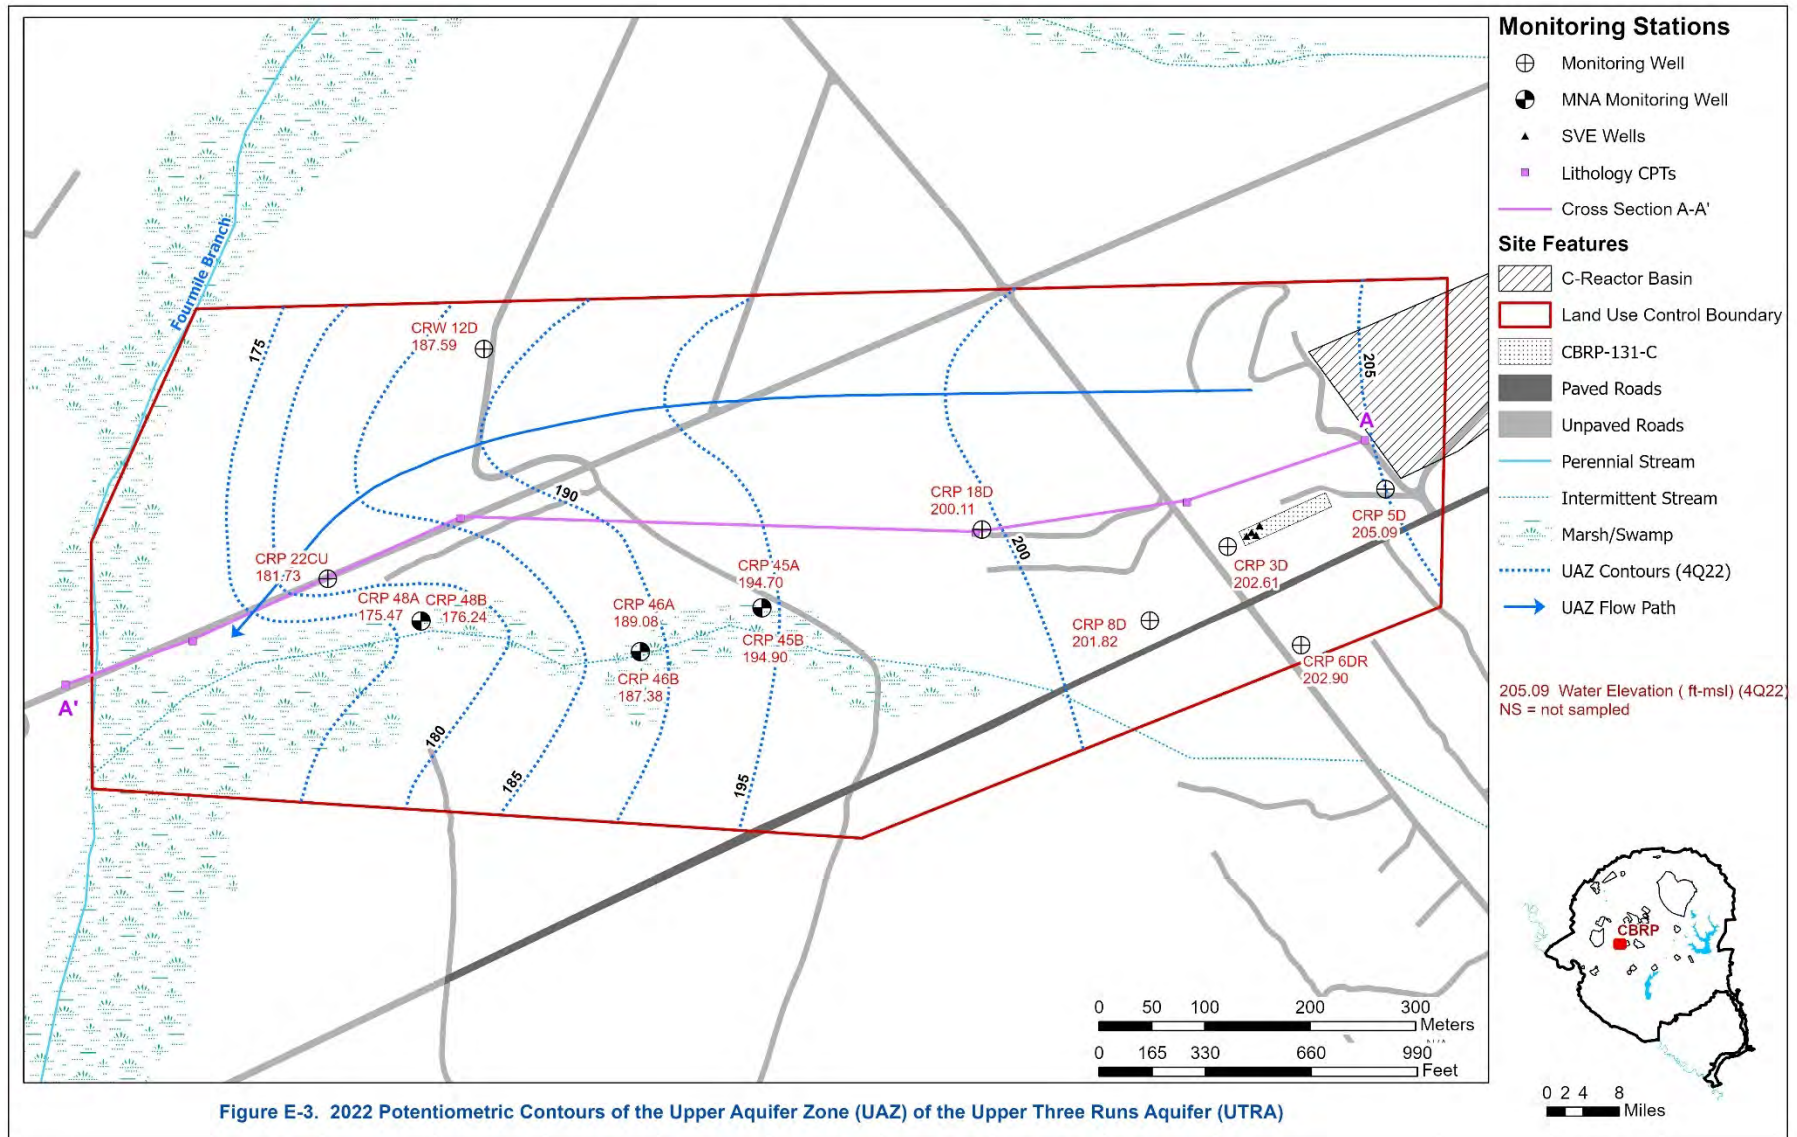 Monitoring Stations
Monitoring Well
MNA Monitoring Well
SVE Wells
Lithology CPTs
Cross Section A-A'
Site Features
C-Reactor Basin
Land Use Control Boundary
CBRP-131-C
Paved Roads
Unpaved Roads
Perennial Stream
Intermittent Stream
Marsh/Swamp
UAZ Contours (4Q22)
UAZ Flow Path
205.09 Water Elevation ( ft-msl) (4Q22)
NS = not sampled
Fourmile Branch
175
CRW 12D
187.59
205
A
190
CRP 18D
200.11
200
CRP 5D
205.09
CRP 22CU
181.73
CRP 45A
194.70
CRP 3D
202.61
CRP 48A
175.47
CRP 48B
176.24
CRP 46A
189.08
CRP 45B
194.90
CRP 8D
201.82
CRP 46B
187.38
CRP 6DR
202.90
A'
180
185
195
CBRP
0 50 100 200 300
Meters
0 165 330 660 990
Feet
0 2 4 8
Miles
Figure E-3. 2022 Potentiometric Contours of the Upper Aquifer Zone (UAZ) of the Upper Three Runs Aquifer (UTRA)